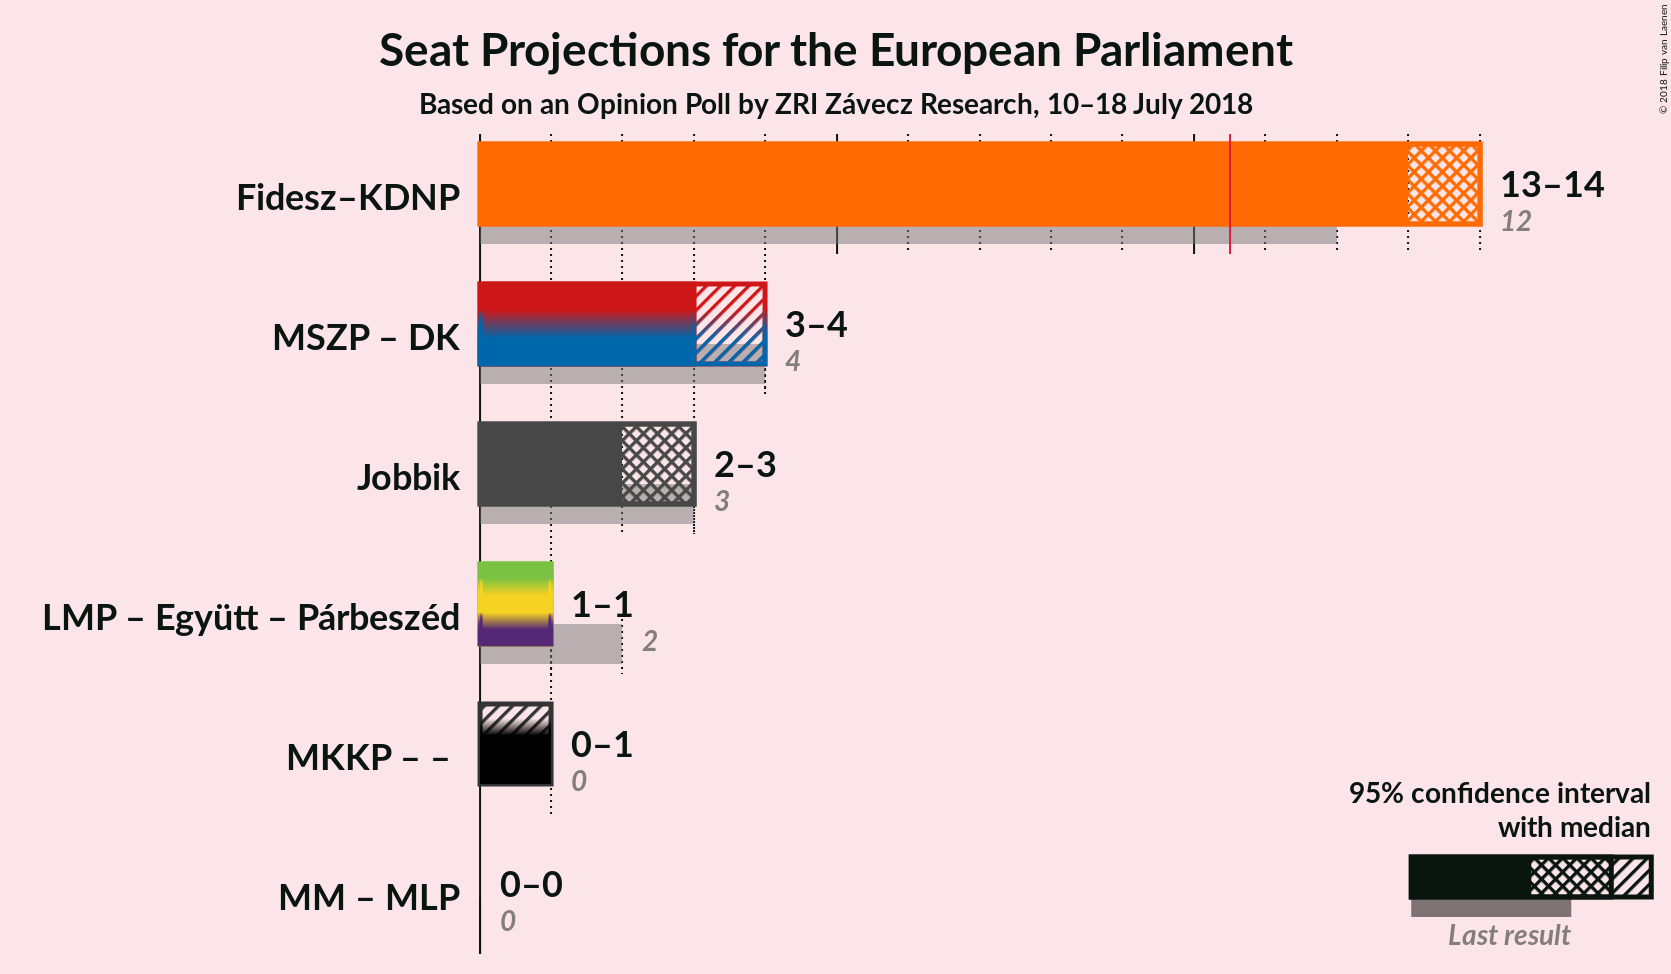 Seat Projections for the European Parliament
Based on an Opinion Poll by ZRI Závecz Research, 10–18 July 2018
© 2018 Filip van Laenen
Fidesz–KDNP
13–14
12
MSZP – DK
3–4
4
Jobbik
2–3
3
LMP – Együtt – Párbeszéd
1–1
2
MKKP – –
0–1
0
MM – MLP
0–0
0
95% confidence interval
with median
Last result